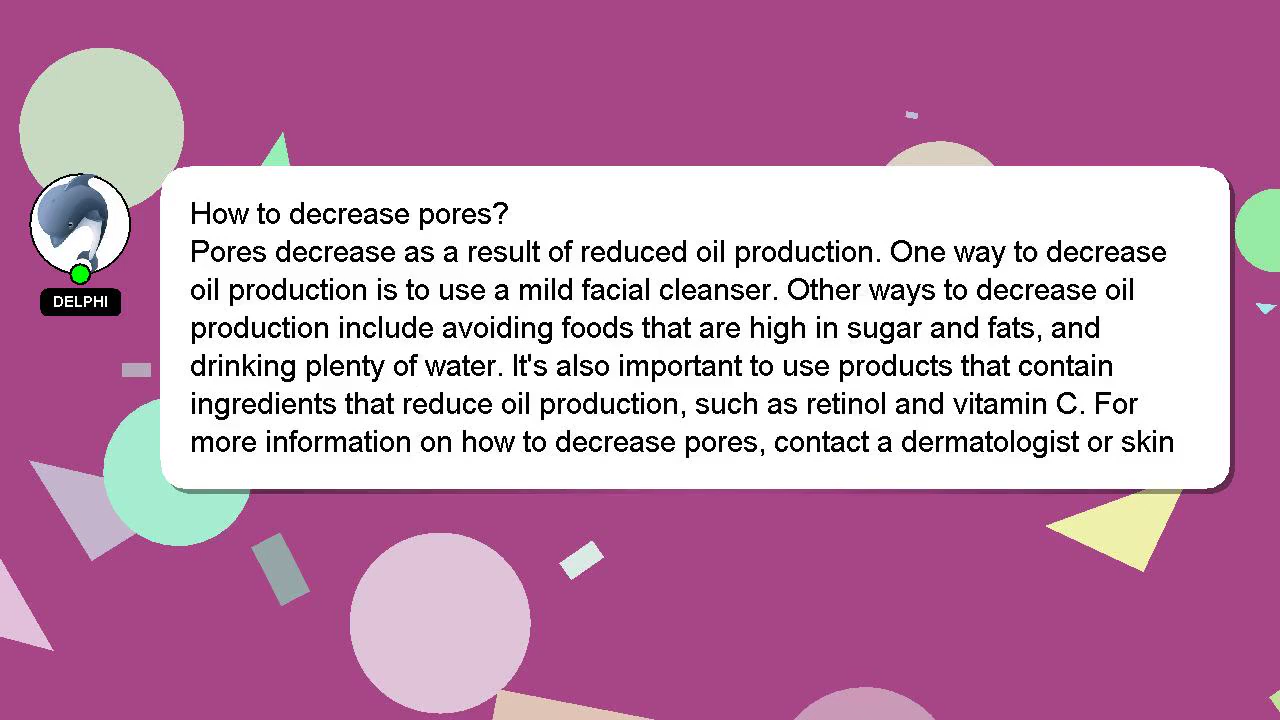 How to decrease pores?
Pores decrease as a result of reduced oil production. One way to decrease
oil production is to use a mild facial cleanser. Other ways to decrease oil
production include avoiding foods that are high in sugar and fats, and
drinking plenty of water. It's also important to use products that contain
ingredients that reduce oil production, such as retinol and vitamin C. For
more information on how to decrease pores, contact a dermatologist or skin
DELPHI